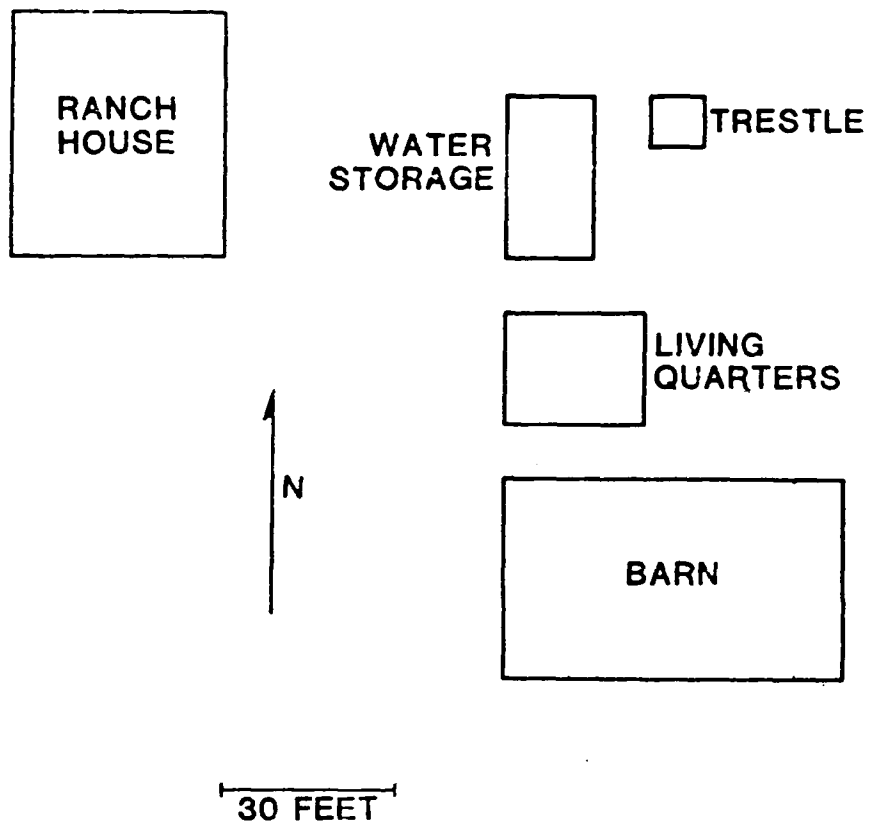 RANCH
HOUSE
WATER
STORAGE
TRESTLE
LIVING
QUARTERS
N
BARN
30 FEET